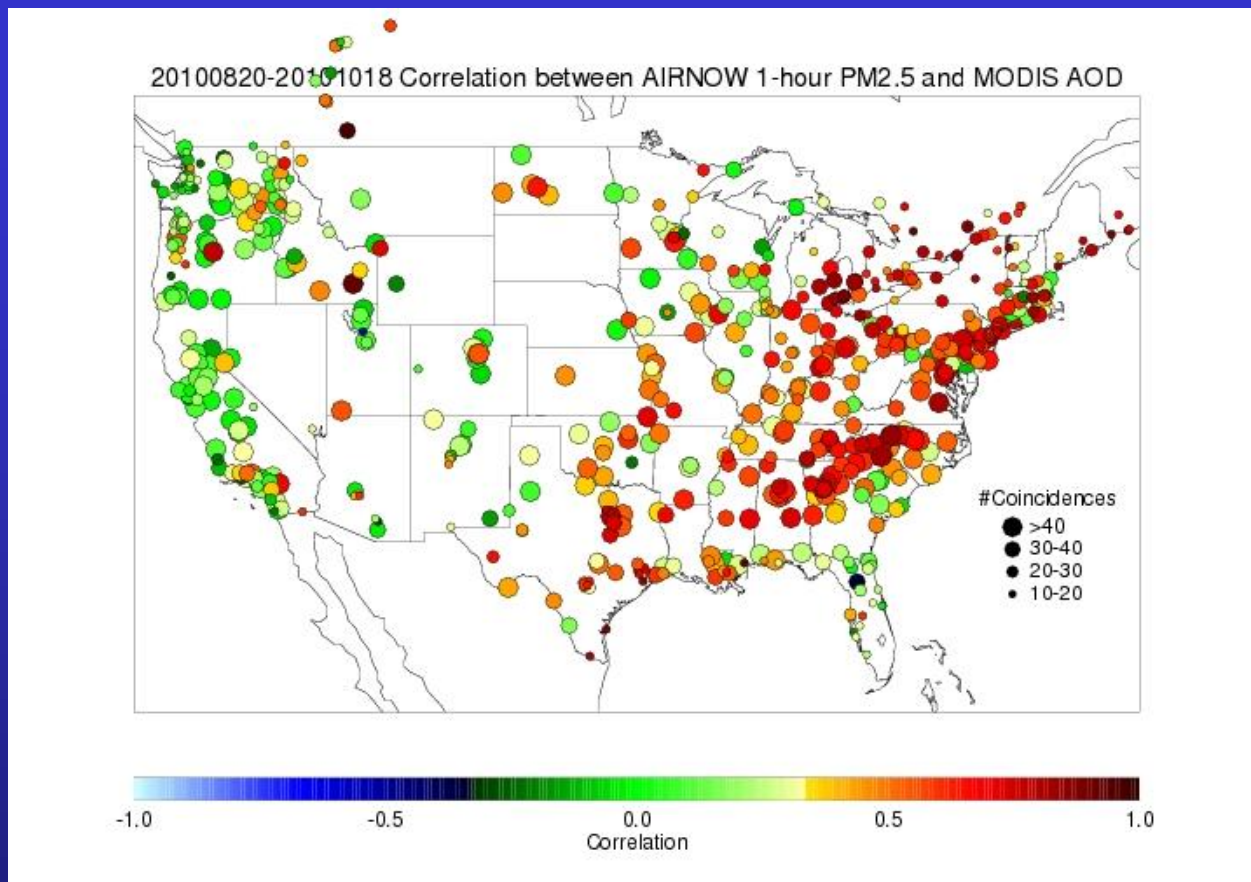 20100820-20101018 Correlation between AIRNOW 1-hour PM2.5 and MODIS AOD
#Coincidences
>40
30-40
20-30
10-20
-1.0 -0.5 0.0 0.5 1.0
Correlation